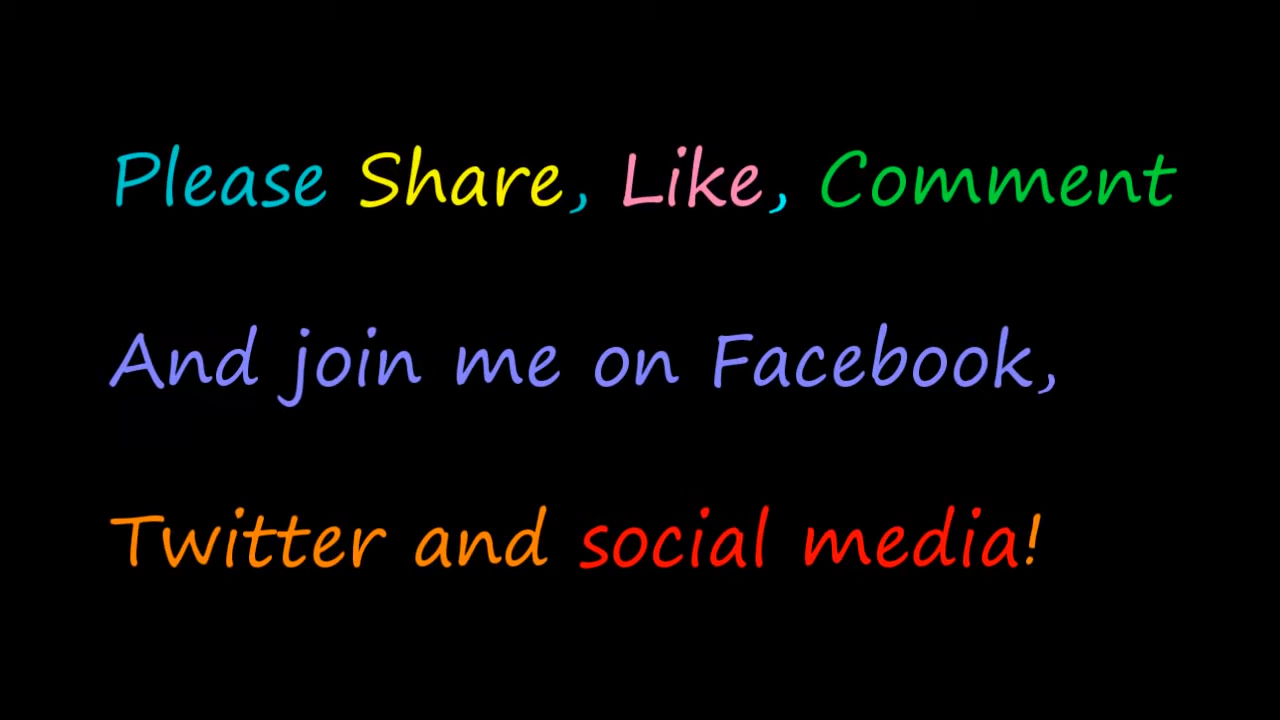 Please Share, Like, Comment
And join me on Facebook,
Twitter and social media!